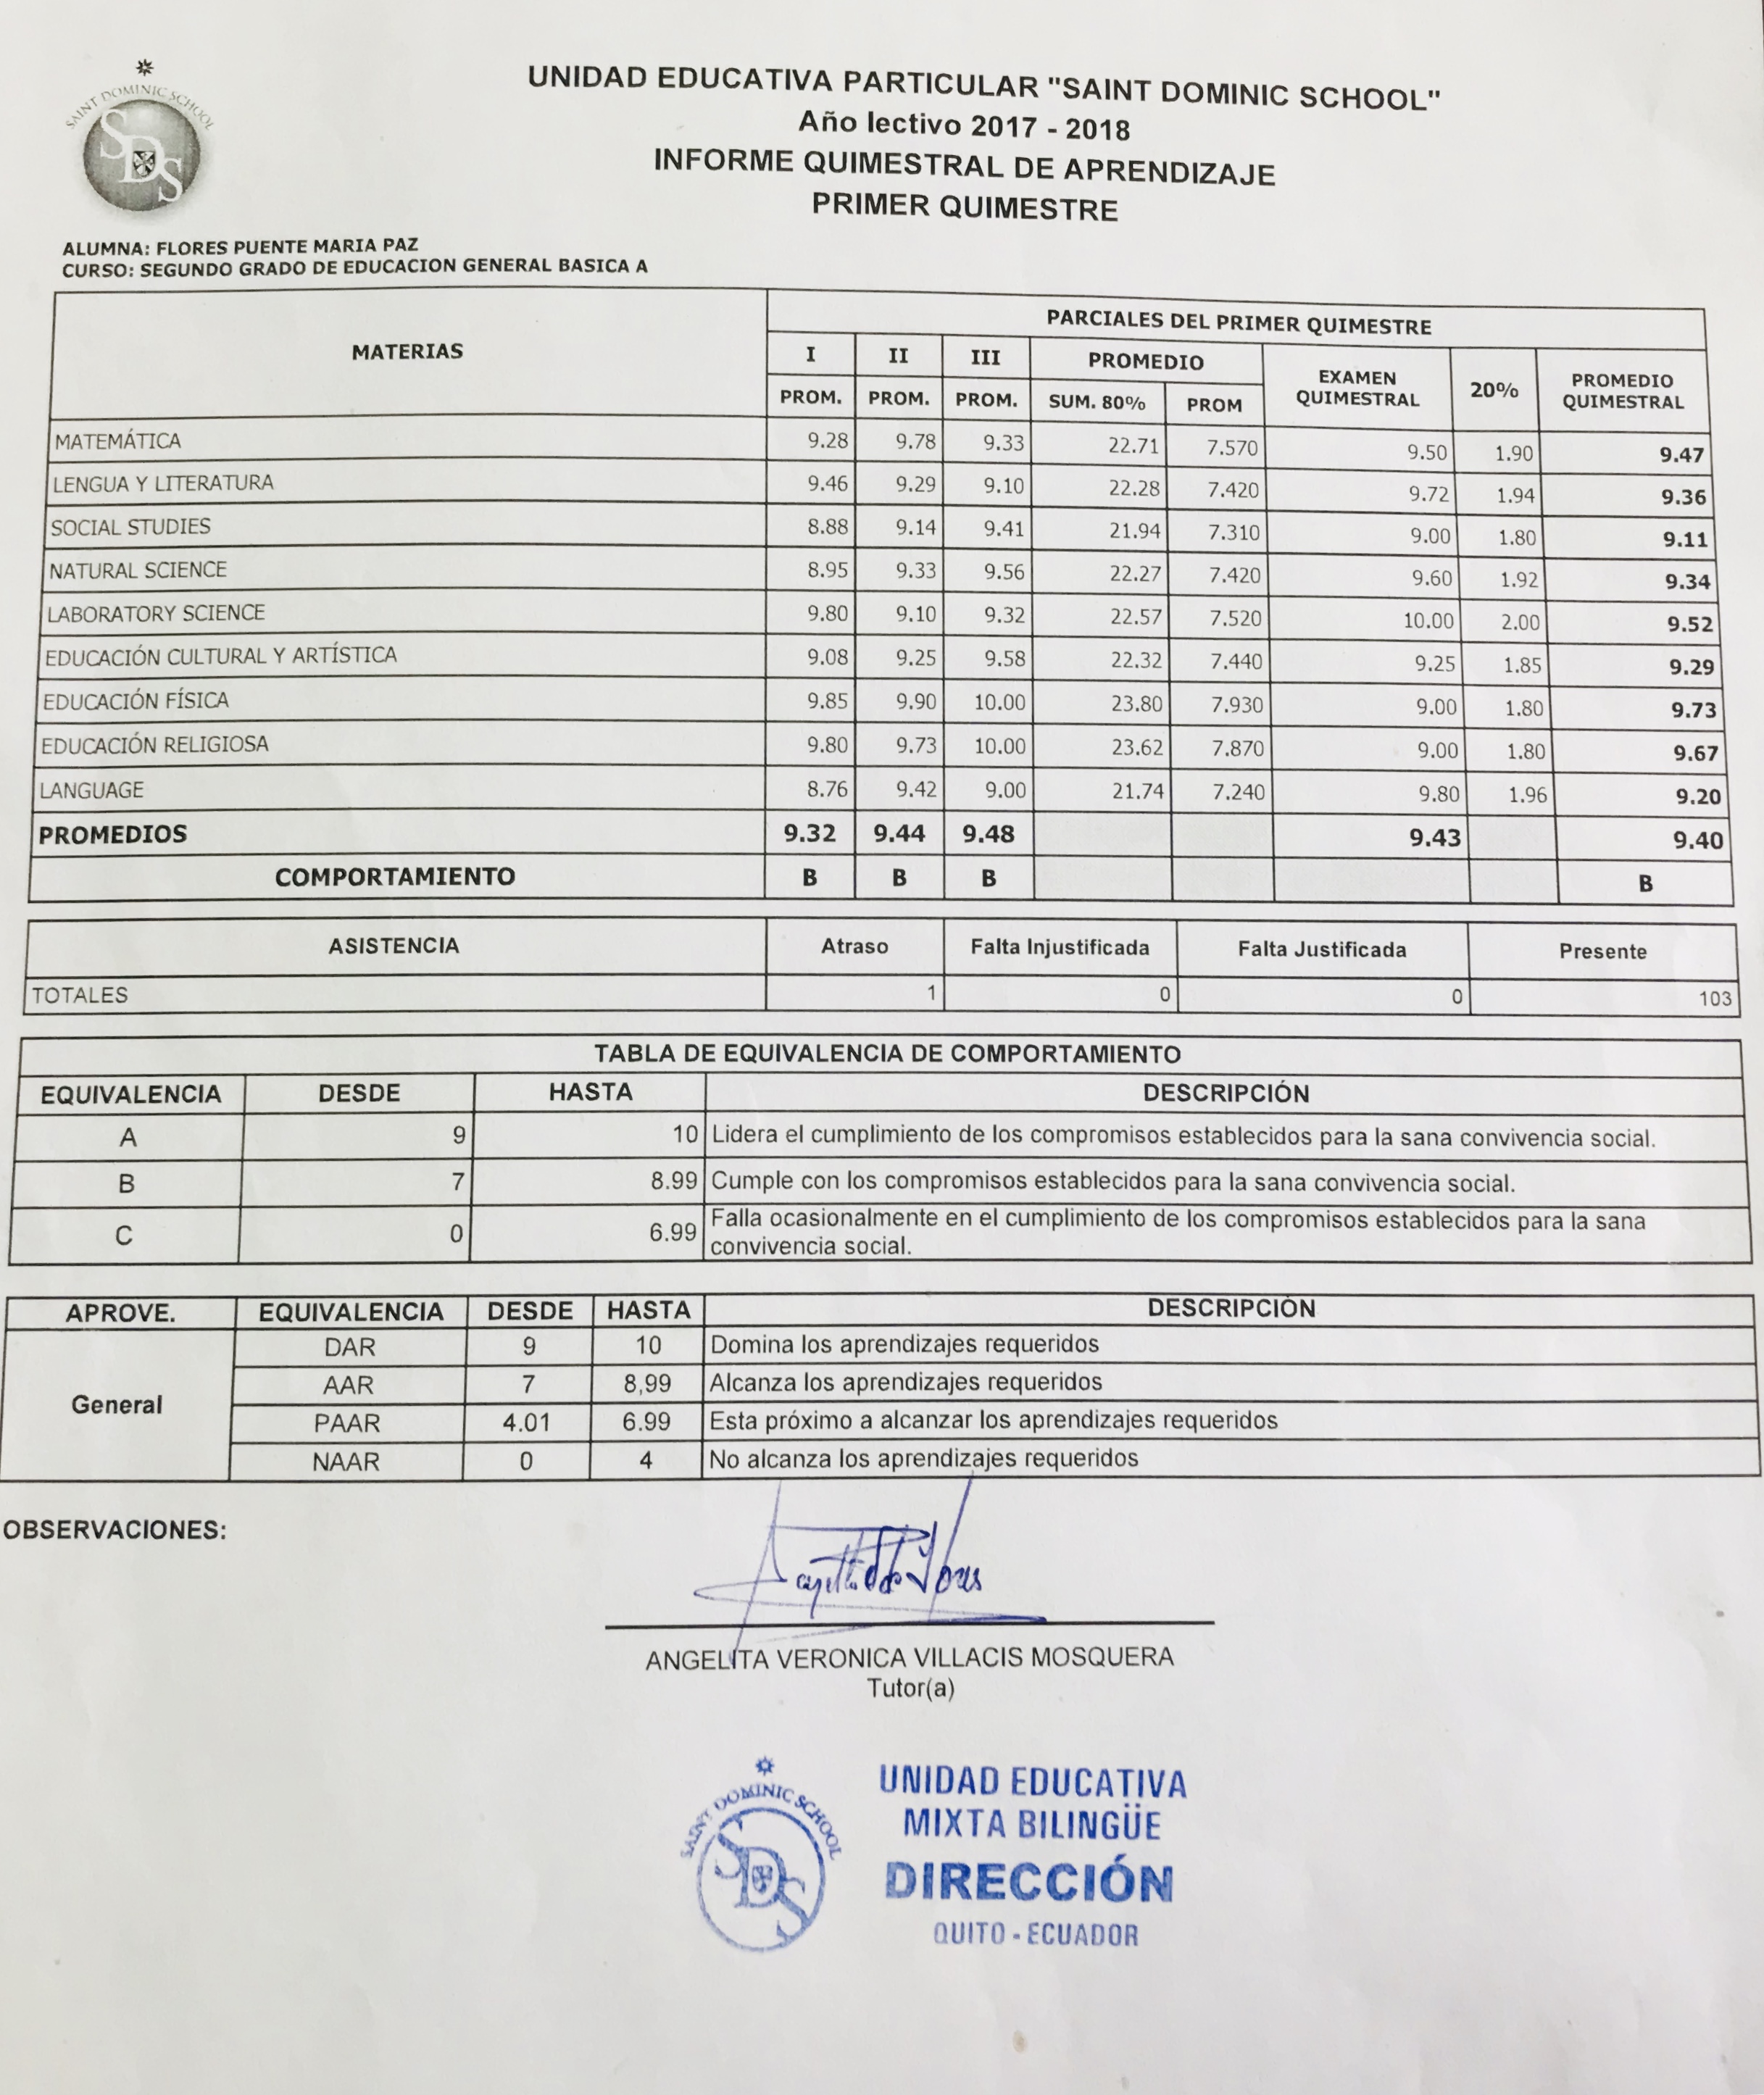 SAINT DOMINIC SCHOOL
SDS
UNIDAD EDUCATIVA PARTICULAR "SAINT DOMINIC SCHOOL"
Año lectivo 2017 - 2018
INFORME QUIMESTRAL DE APRENDIZAJE
PRIMER QUIMESTRE
ALUMNA: FLORES PUENTE MARIA PAZ
CURSO: SEGUNDO GRADO DE EDUCACION GENERAL BASICA A
MATERIAS PARCIALES DEL PRIMER QUIMESTRE
I II III PROMEDIO EXAMEN QUIMESTRAL 20% PROMEDIO QUIMESTRAL
PROM. PROM. PROM. SUM. 80% PROM
MATEMÁTICA 9.28 9.78 9.33 22.71 7.570 9.50 1.90 9.47
LENGUA Y LITERATURA 9.46 9.29 9.10 22.28 7.420 9.72 1.94 9.36
SOCIAL STUDIES 8.88 9.14 9.41 21.94 7.310 9.00 1.80 9.11
NATURAL SCIENCE 8.95 9.33 9.56 22.27 7.420 9.60 1.92 9.34
LABORATORY SCIENCE 9.80 9.10 9.32 22.57 7.520 10.00 2.00 9.52
EDUCACIÓN CULTURAL Y ARTÍSTICA 9.08 9.25 9.58 22.32 7.440 9.25 1.85 9.29
EDUCACIÓN FÍSICA 9.85 9.90 10.00 23.80 7.930 9.00 1.80 9.73
EDUCACIÓN RELIGIOSA 9.80 9.73 10.00 23.62 7.870 9.00 1.80 9.67
LANGUAGE 8.76 9.42 9.00 21.74 7.240 9.80 1.96 9.20
PROMEDIOS 9.32 9.44 9.48 9.43 9.40
COMPORTAMIENTO B B B B
ASISTENCIA Atraso Falta Injustificada Falta Justificada Presente
TOTALES 1 0 0 103
TABLA DE EQUIVALENCIA DE COMPORTAMIENTO
EQUIVALENCIA DESDE HASTA DESCRIPCIÓN
A 9 10 Lidera el cumplimiento de los compromisos establecidos para la sana convivencia social.
B 7 8.99 Cumple con los compromisos establecidos para la sana convivencia social.
C 0 6.99 Falla ocasionalmente en el cumplimiento de los compromisos establecidos para la sana
convivencia social.
APROVE. EQUIVALENCIA DESDE HASTA DESCRIPCIÓN
General
DAR 9 10 Domina los aprendizajes requeridos
AAR 7 8,99 Alcanza los aprendizajes requeridos
PAAR 4.01 6.99 Esta próximo a alcanzar los aprendizajes requeridos
NAAR 0 4 No alcanza los aprendizajes requeridos
OBSERVACIONES:
ANGELITA VERONICA VILLACIS MOSQUERA
Tutor(a)
SAINT DOMINIC SCHOOL
SDS
UNIDAD EDUCATIVA
MIXTA BILINGÜE
DIRECCIÓN
QUITO - ECUADOR